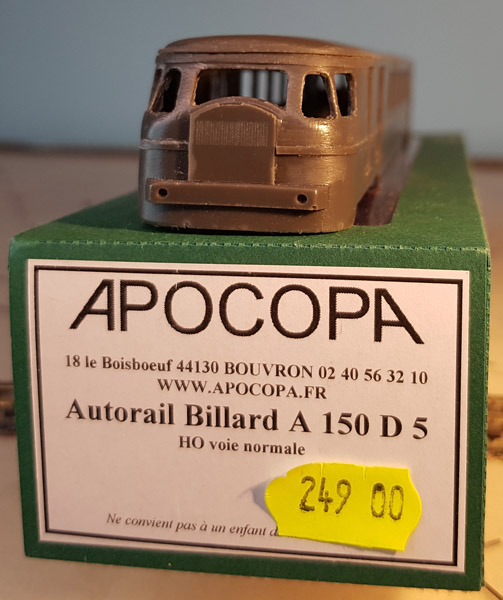 APOCOPA
18 le Boisboeuf 44130 BOUVRON 02 40 56 32 10
WWW.APOCOPA.FR
Autorail Billard A 150 D 5
HO voie normale
249 00
Ne convient pas à un enfant